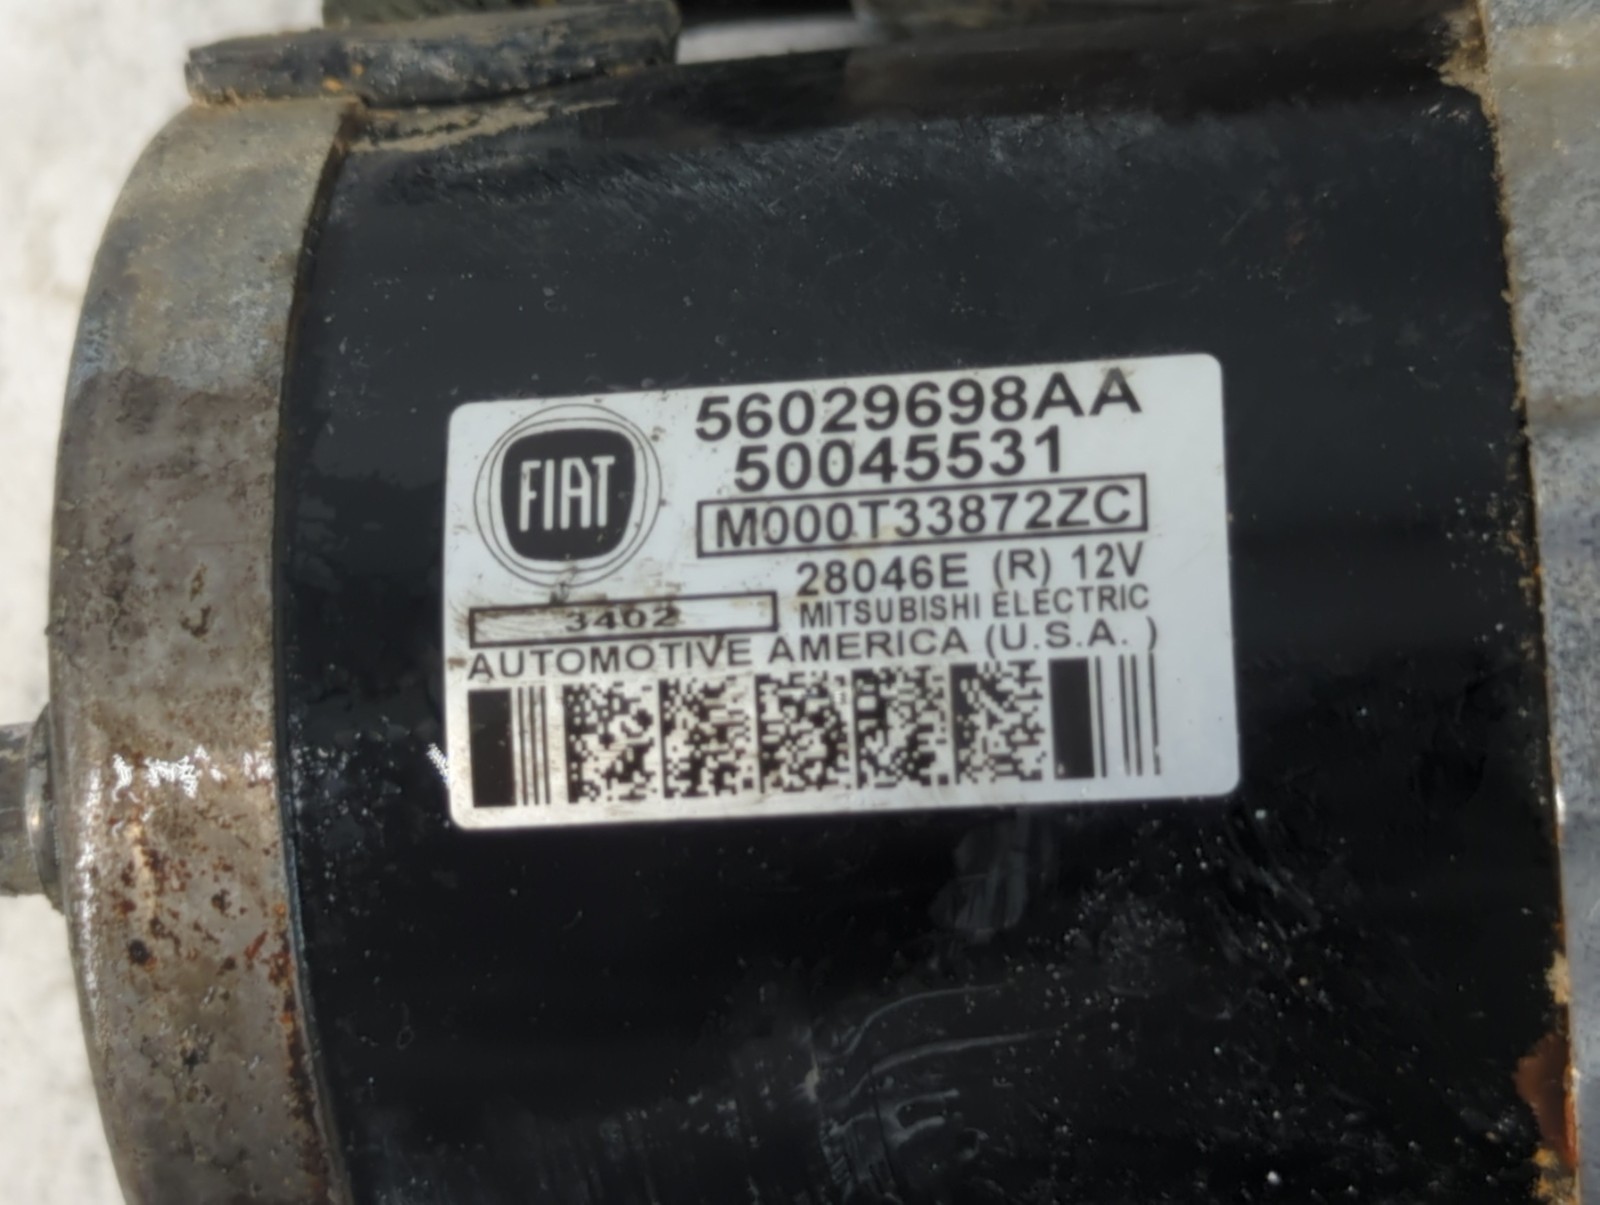 56029698AA
50045531
FIAT
M000T33872ZC
28046E (R) 12V
3402
MITSUBISHI ELECTRIC
AUTOMOTIVE AMERICA (U.S.A. )